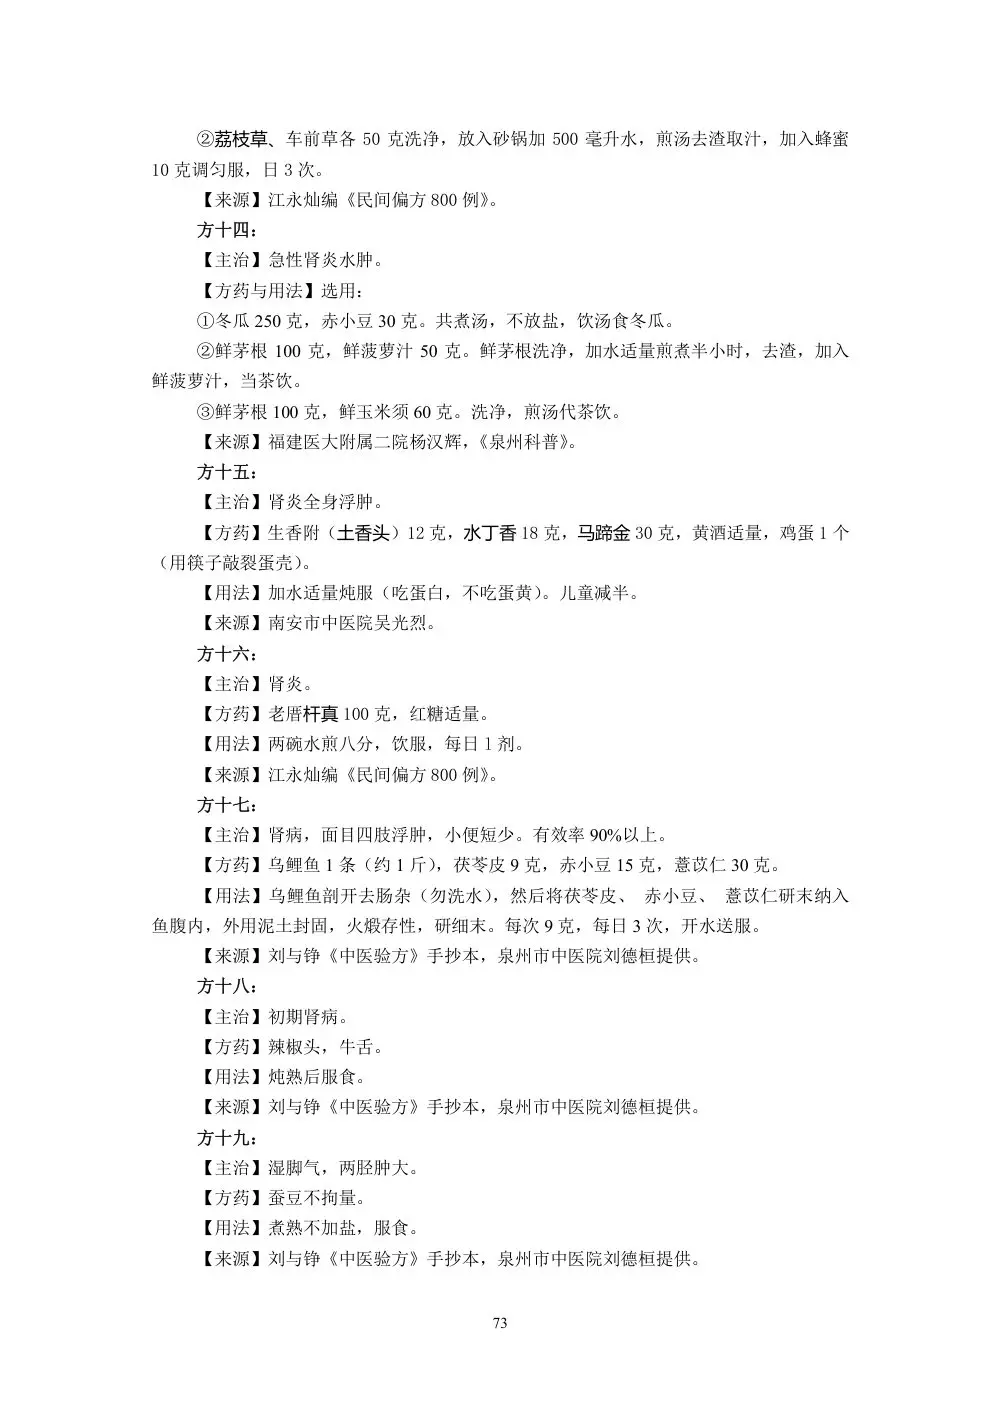 ②荔枝草、车前草各 50 克洗净，放入砂锅加 500 毫升水，煎汤去渣取汁，加入蜂蜜
10 克调匀服，日 3 次。
【来源】江永灿编《民间偏方 800 例》。
方十四：
【主治】急性肾炎水肿。
【方药与用法】选用：
①冬瓜 250 克，赤小豆 30 克。共煮汤，不放盐，饮汤食冬瓜。
②鲜茅根 100 克，鲜菠萝汁 50 克。鲜茅根洗净，加水适量煎煮半小时，去渣，加入
鲜菠萝汁，当茶饮。
③鲜茅根 100 克，鲜玉米须 60 克。洗净，煎汤代茶饮。
【来源】福建医大附属二院杨汉辉，《泉州科普》。
方十五：
【主治】肾炎全身浮肿。
【方药】生香附（土香头）12 克，水丁香 18 克，马蹄金 30 克，黄酒适量，鸡蛋 1 个
（用筷子敲裂蛋壳）。
【用法】加水适量炖服（吃蛋白，不吃蛋黄）。儿童减半。
【来源】南安市中医院吴光烈。
方十六：
【主治】肾炎。
【方药】老厝杆真 100 克，红糖适量。
【用法】两碗水煎八分，饮服，每日 1 剂。
【来源】江永灿编《民间偏方 800 例》。
方十七：
【主治】肾病，面目四肢浮肿，小便短少。有效率 90%以上。
【方药】乌鲤鱼 1 条（约 1 斤），茯苓皮 9 克，赤小豆 15 克，薏苡仁 30 克。
【用法】乌鲤鱼剖开去肠杂（勿洗水），然后将茯苓皮、 赤小豆、 薏苡仁研末纳入
鱼腹内，外用泥土封固，火煅存性，研细末。每次 9 克，每日 3 次，开水送服。
【来源】刘与铮《中医验方》手抄本，泉州市中医院刘德桓提供。
方十八：
【主治】初期肾病。
【方药】辣椒头，牛舌。
【用法】炖熟后服食。
【来源】刘与铮《中医验方》手抄本，泉州市中医院刘德桓提供。
方十九：
【主治】湿脚气，两胫肿大。
【方药】蚕豆不拘量。
【用法】煮熟不加盐，服食。
【来源】刘与铮《中医验方》手抄本，泉州市中医院刘德桓提供。
73